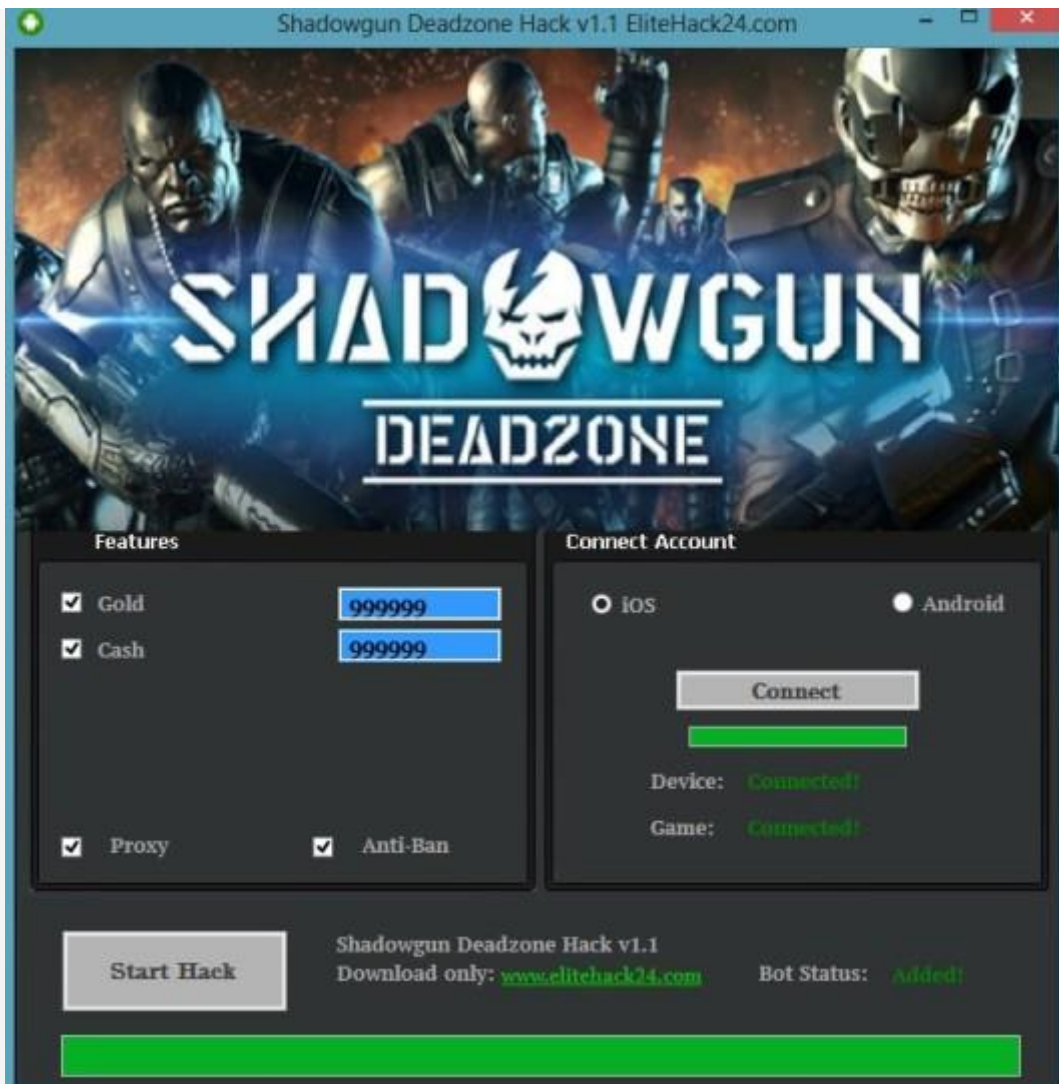 Shadowgun Deadzone Hack v1.1 EliteHack24.com
SHADOWGUN
DEADZONE
Features
Connect Account
Gold 999999
iOS Android
Cash 999999
Connect
Device: Connected!
Game: Connected!
Proxy Anti-Ban
Start Hack
Shadowgun Deadzone Hack v1.1
Download only: www.elitehack24.com
Bot Status: Added!